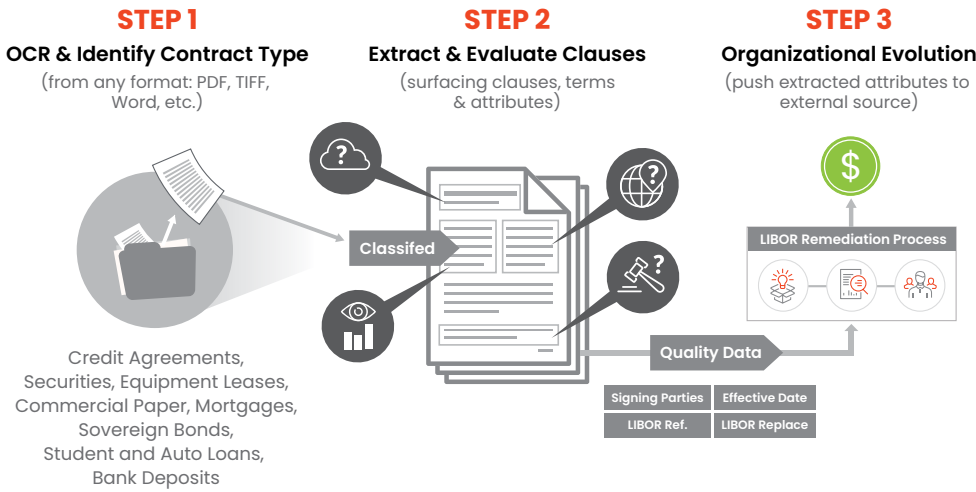 STEP 1
OCR & Identify Contract Type
(from any format: PDF, TIFF,
Word, etc.)
Credit Agreements,
Securities, Equipment Leases,
Commercial Paper, Mortgages,
Sovereign Bonds,
Student and Auto Loans,
Bank Deposits
STEP 2
Extract & Evaluate Clauses
(surfacing clauses, terms
& attributes)
?
?
Classifed
?
Quality Data
Signing Parties
Effective Date
LIBOR Ref.
LIBOR Replace
STEP 3
Organizational Evolution
(push extracted attributes to
external source)
$
LIBOR Remediation Process